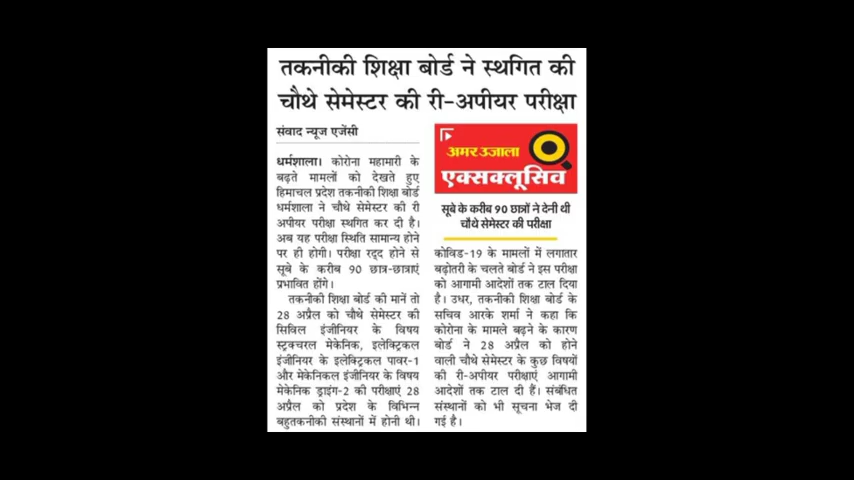 तकनीकी शिक्षा बोर्ड ने स्थगित की
चौथे सेमेस्टर की री-अपीयर परीक्षा
संवाद न्यूज एजेंसी
धर्मशाला। कोरोना महामारी के
बढ़ते मामलों को देखते हुए
हिमाचल प्रदेश तकनीकी शिक्षा बोर्ड
धर्मशाला ने चौथे सेमेस्टर की री
अपीयर परीक्षा स्थगित कर दी है।
अब यह परीक्षा स्थिति सामान्य होने
पर ही होगी। परीक्षा रद्द होने से
सूबे के करीब 90 छात्र-छात्राएं
प्रभावित होंगे।
तकनीकी शिक्षा बोर्ड की मानें तो
28 अप्रैल को चौथे सेमेस्टर की
सिविल इंजीनियर के विषय
स्ट्रक्चरल मेकेनिक, इलेक्ट्रिकल
इंजीनियर के इलेक्ट्रिकल पावर-1
और मेकेनिकल इंजीनियर के विषय
मेकेनिक ड्राइंग-2 की परीक्षाएं 28
अप्रैल को प्रदेश के विभिन्न
बहुतकनीकी संस्थानों में होनी थी।
अमर उजाला
एक्सक्लूसिव
सूबे के करीब 90 छात्रों ने देनी थी
चौथे सेमेस्टर की परीक्षा
कोविड-19 के मामलों में लगातार
बढ़ोतरी के चलते बोर्ड ने इस परीक्षा
को आगामी आदेशों तक टाल दिया
है। उधर, तकनीकी शिक्षा बोर्ड के
सचिव आरके शर्मा ने कहा कि
कोरोना के मामले बढ़ने के कारण
बोर्ड ने 28 अप्रैल को होने
वाली चौथे सेमेस्टर के कुछ विषयों
की री-अपीयर परीक्षाएं आगामी
आदेशों तक टाल दी हैं। संबंधित
संस्थानों को भी सूचना भेज दी
गई है।